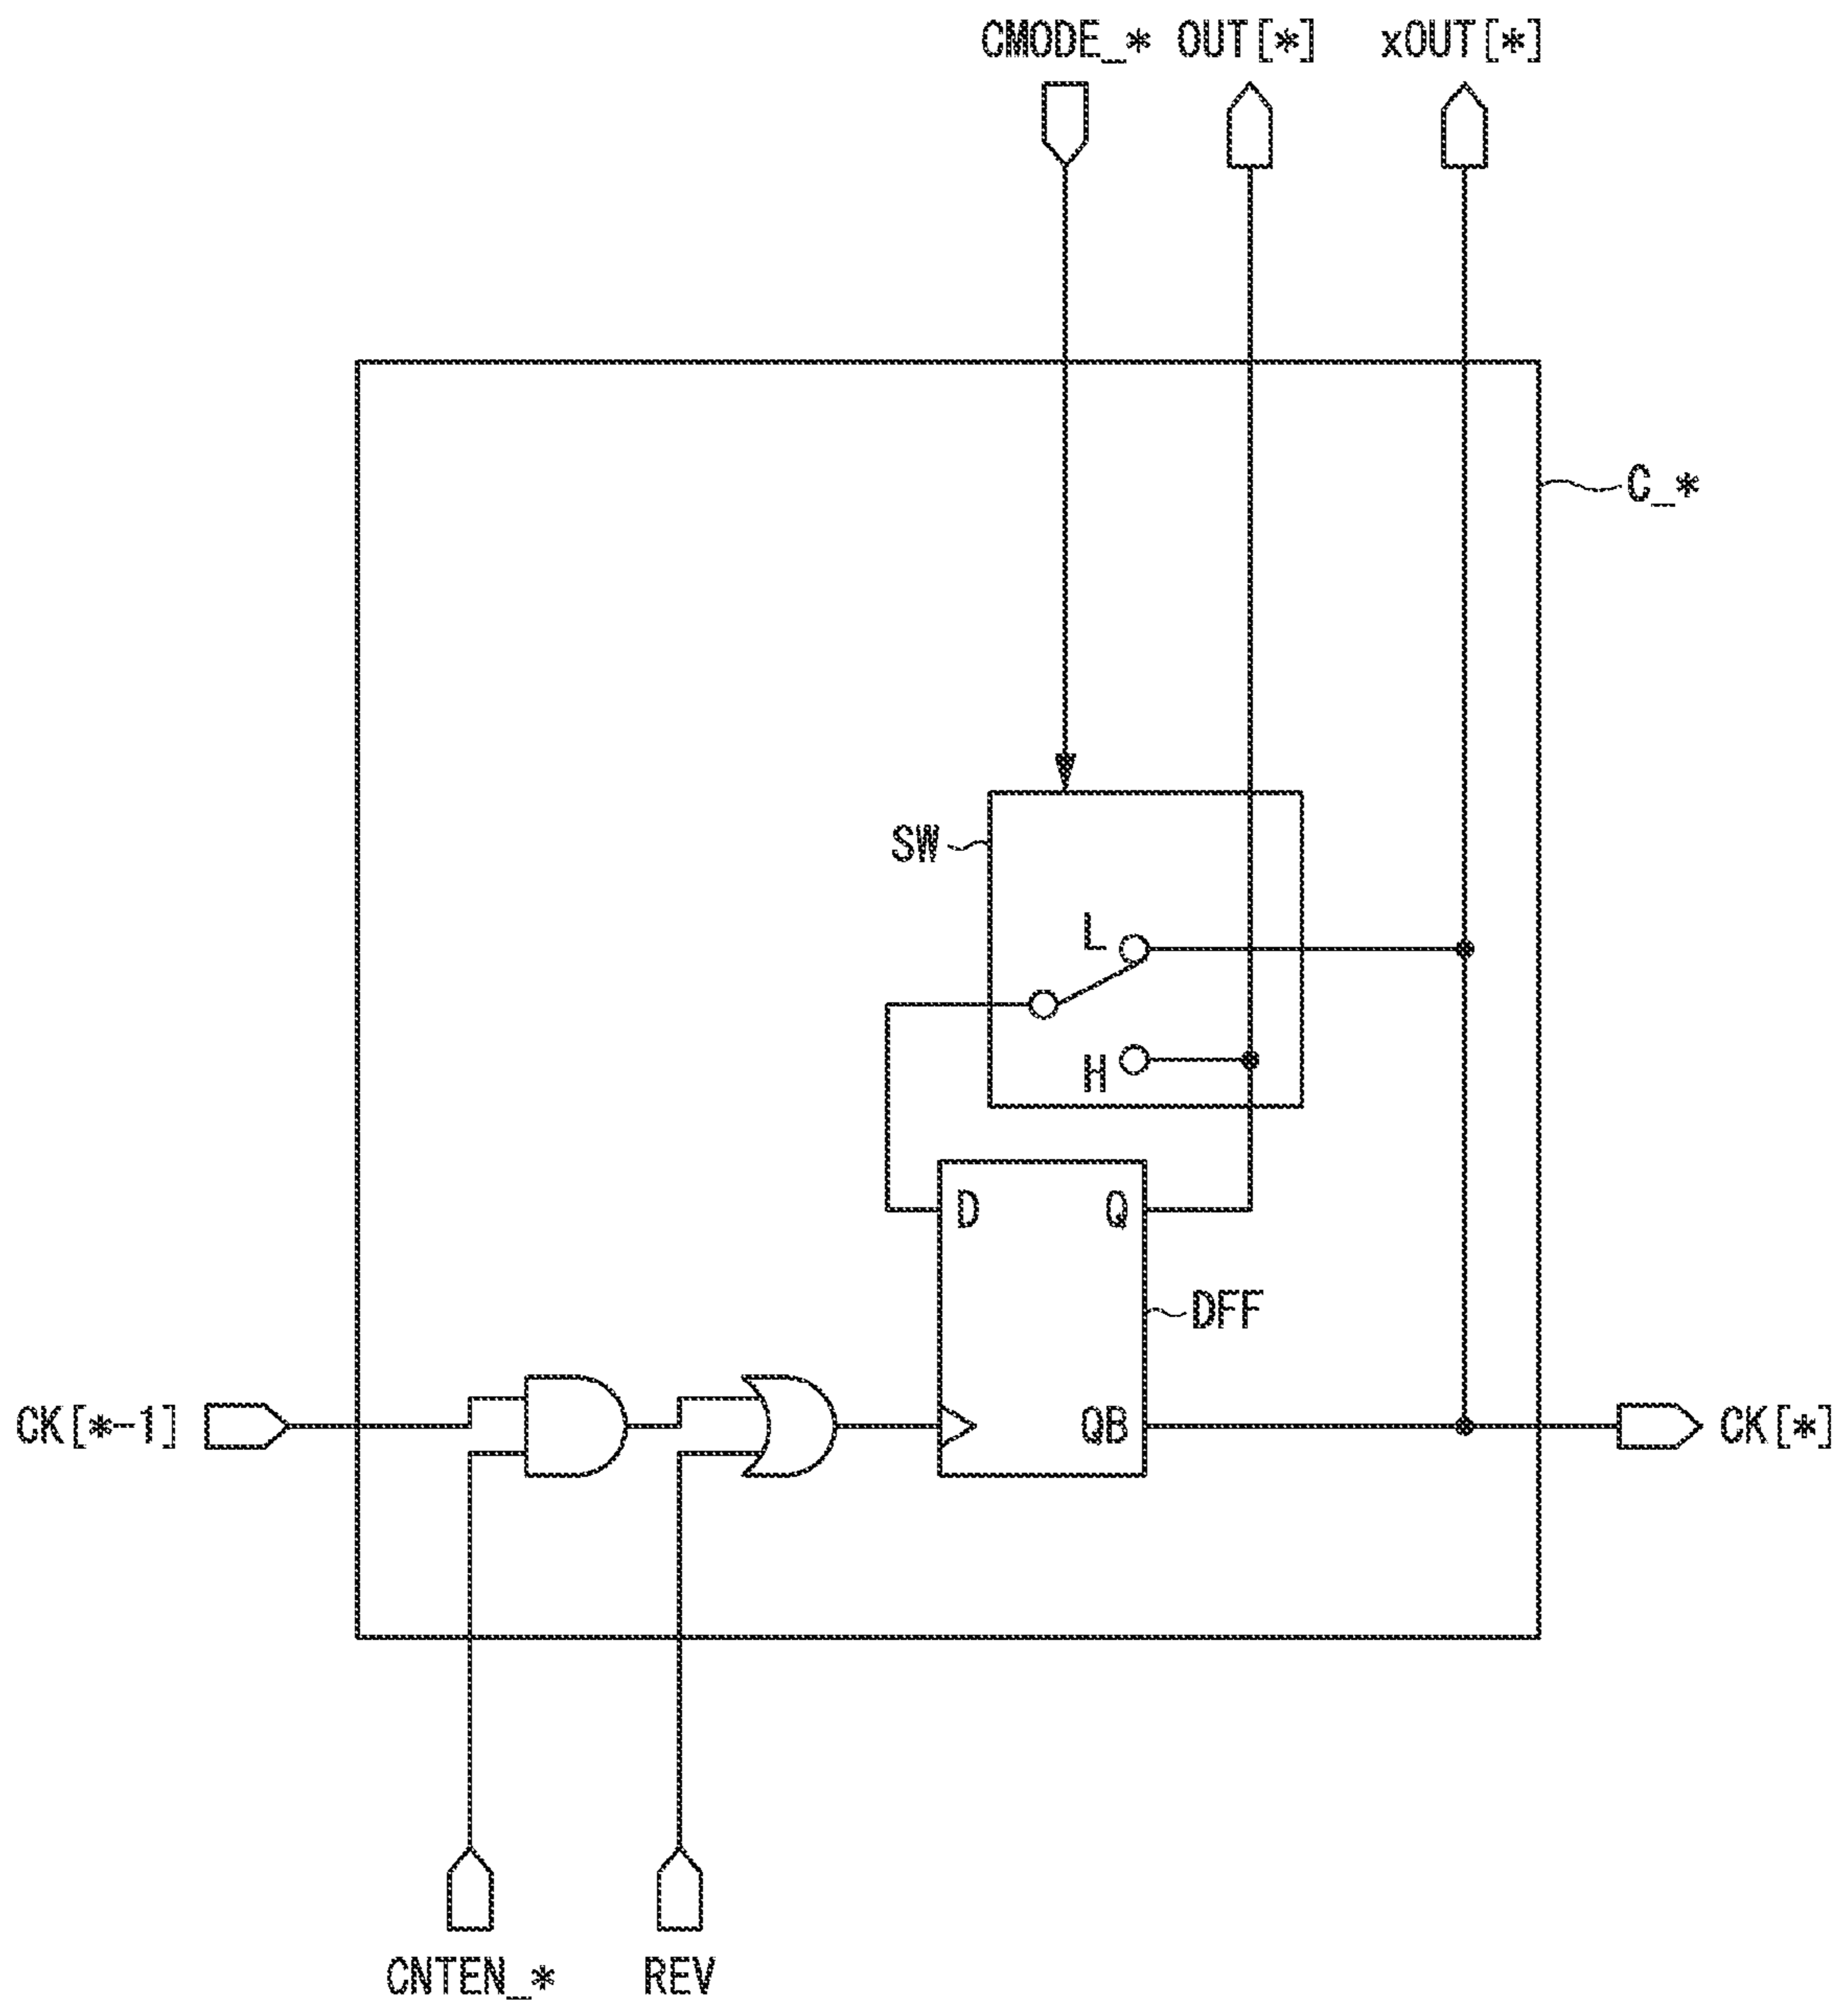 CMODE_* OUT[*] xOUT[*]
C_*
SW
L
H
D Q
DFF
CK[*-1] QB CK[*]
CNTEN_* REV